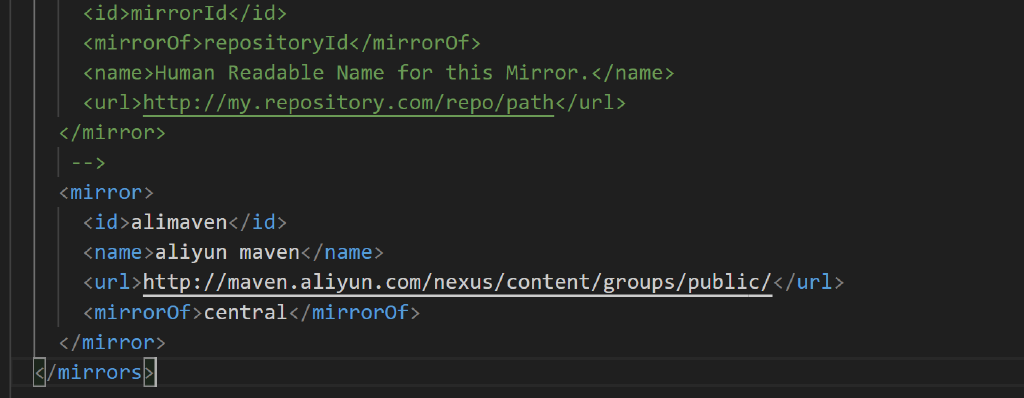 <id>mirrorId</id>
<mirrorOf>repositoryId</mirrorOf>
<name>Human Readable Name for this Mirror.</name>
<url>http://my.repository.com/repo/path</url>
</mirror>
-->
<mirror>
<id>alimaven</id>
<name>aliyun maven</name>
<url>http://maven.aliyun.com/nexus/content/groups/public/</url>
<mirrorOf>central</mirrorOf>
</mirror>
</mirrors>